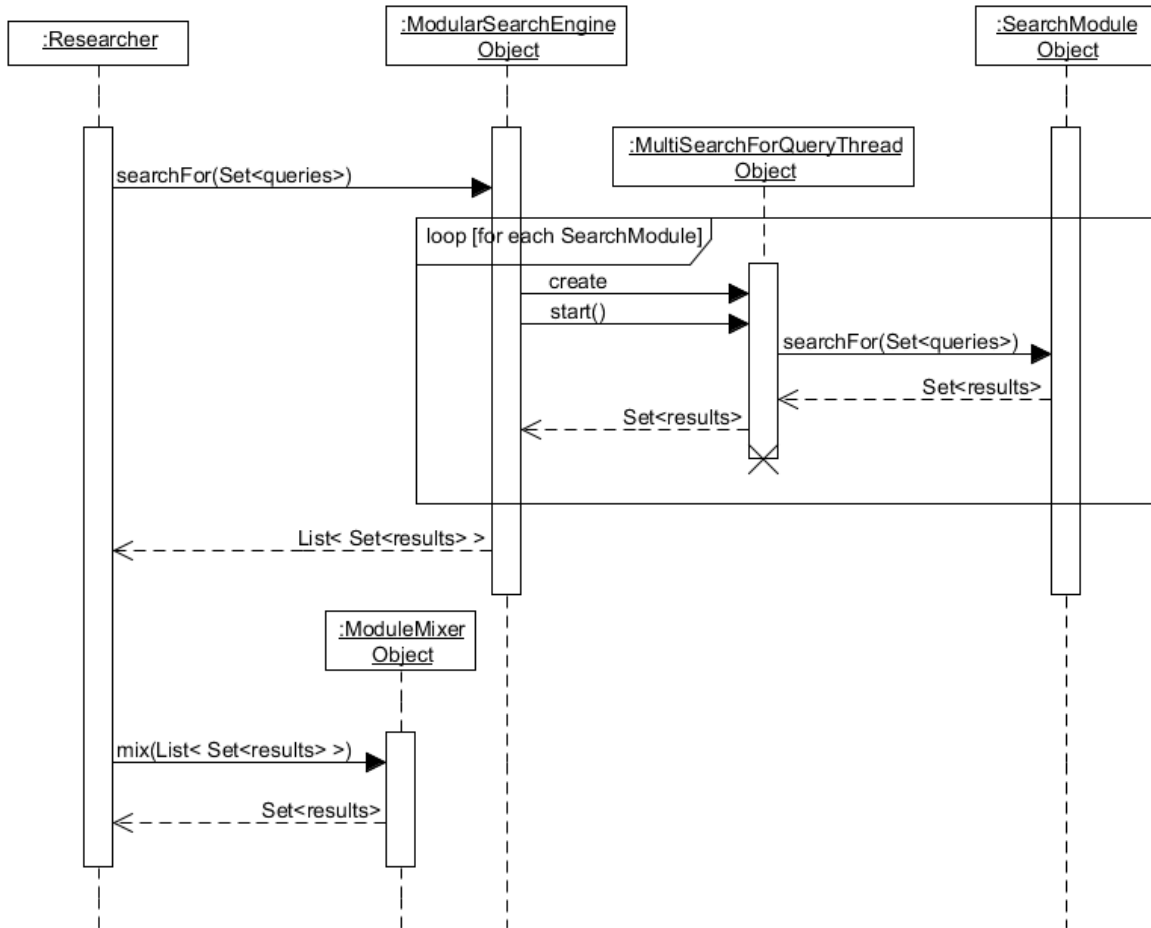 :Researcher
:ModularSearchEngine
Object
:SearchModule
Object
:MultiSearchForQueryThread
Object
searchFor(Set<queries>)
loop [for each SearchModule]
create
start()
searchFor(Set<queries>)
Set<results>
Set<results>
List< Set<results> >
:ModuleMixer
Object
mix(List< Set<results> >)
Set<results>